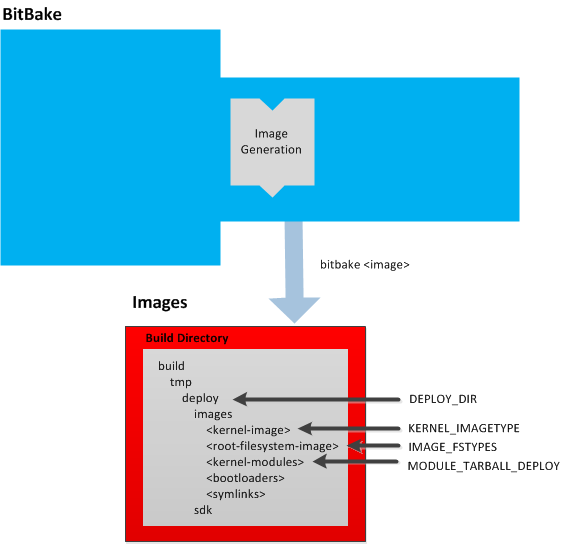 BitBake
Image
Generation
bitbake <image>
Images
Build Directory
build
tmp
deploy
DEPLOY_DIR
images
<kernel-image>
KERNEL_IMAGETYPE
<root-filesystem-image>
IMAGE_FSTYPES
<kernel-modules>
MODULE_TARBALL_DEPLOY
<bootloaders>
<symlinks>
sdk